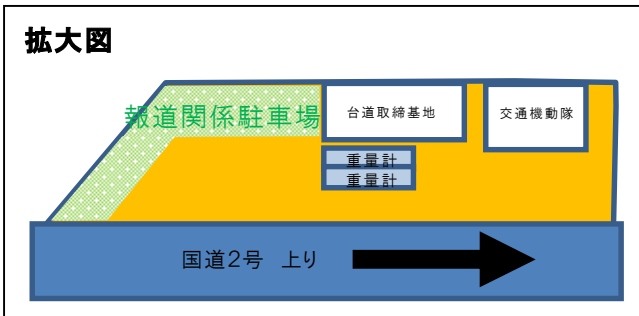 拡大図
報道関係駐車場
台道取締基地
交通機動隊
重量計
重量計
国道2号　上り